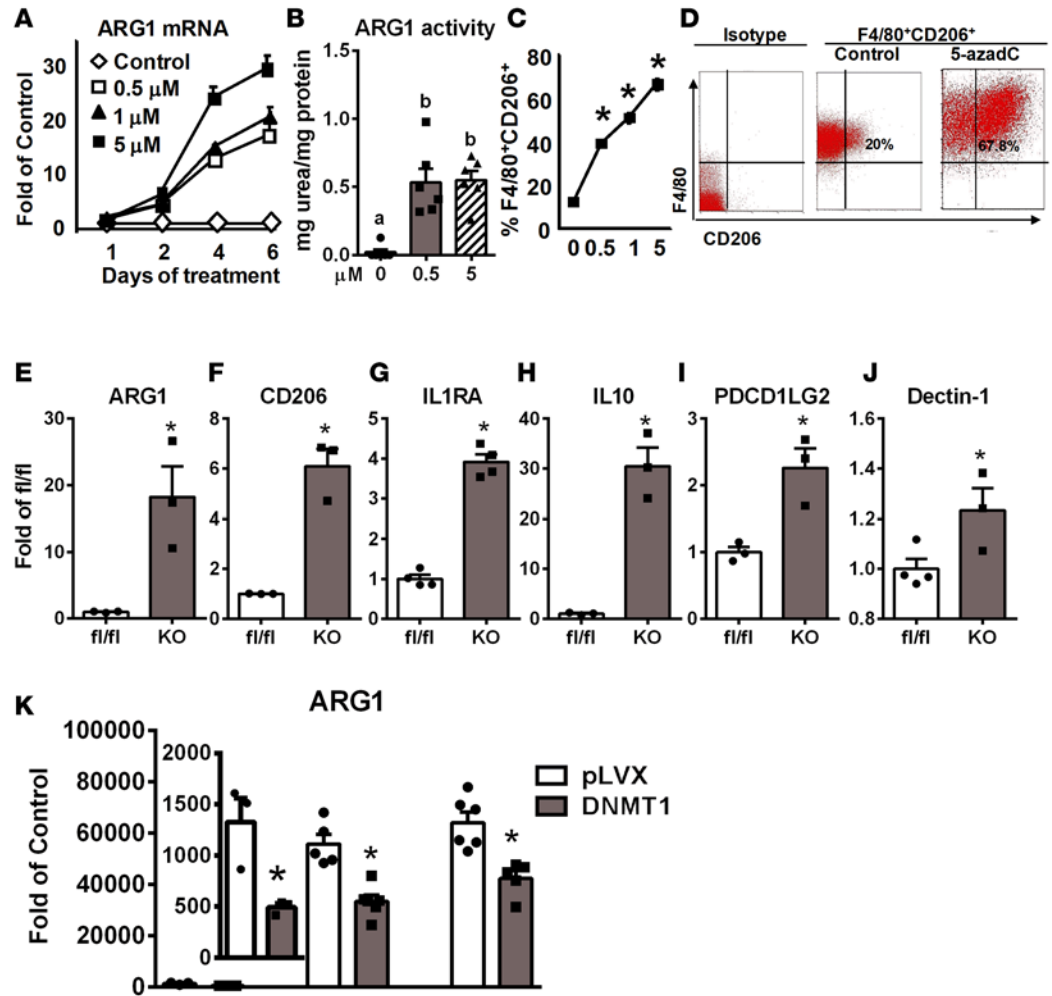 A
ARG1 mRNA
Fold of Control
30
20
10
0
Control
0.5 μM
1 μM
5 μM
1 2 4 6
Days of treatment
B
ARG1 activity
mg urea/mg protein
1.5
1.0
0.5
0.0
a
b
b
μM 0 0.5 5
C
% F4/80+CD206+
80
60
40
20
0
* * *
0 0.5 1 5
D
Isotype
F4/80+CD206+
Control
5-azadC
20%
67.8%
F4/80
CD206
E
ARG1
Fold of fl/fl
30
20
10
0
*
fl/fl KO
F
CD206
8
6
4
2
0
*
fl/fl KO
G
IL1RA
5
4
3
2
1
0
*
fl/fl KO
H
IL10
40
30
20
10
0
*
fl/fl KO
I
PDCD1LG2
3
2
1
0
*
fl/fl KO
J
Dectin-1
1.6
1.4
1.2
1.0
0.8
*
fl/fl KO
K
ARG1
Fold of Control
100000
80000
60000
40000
20000
0
2000
1500
1000
500
0
*
*
*
pLVX
DNMT1